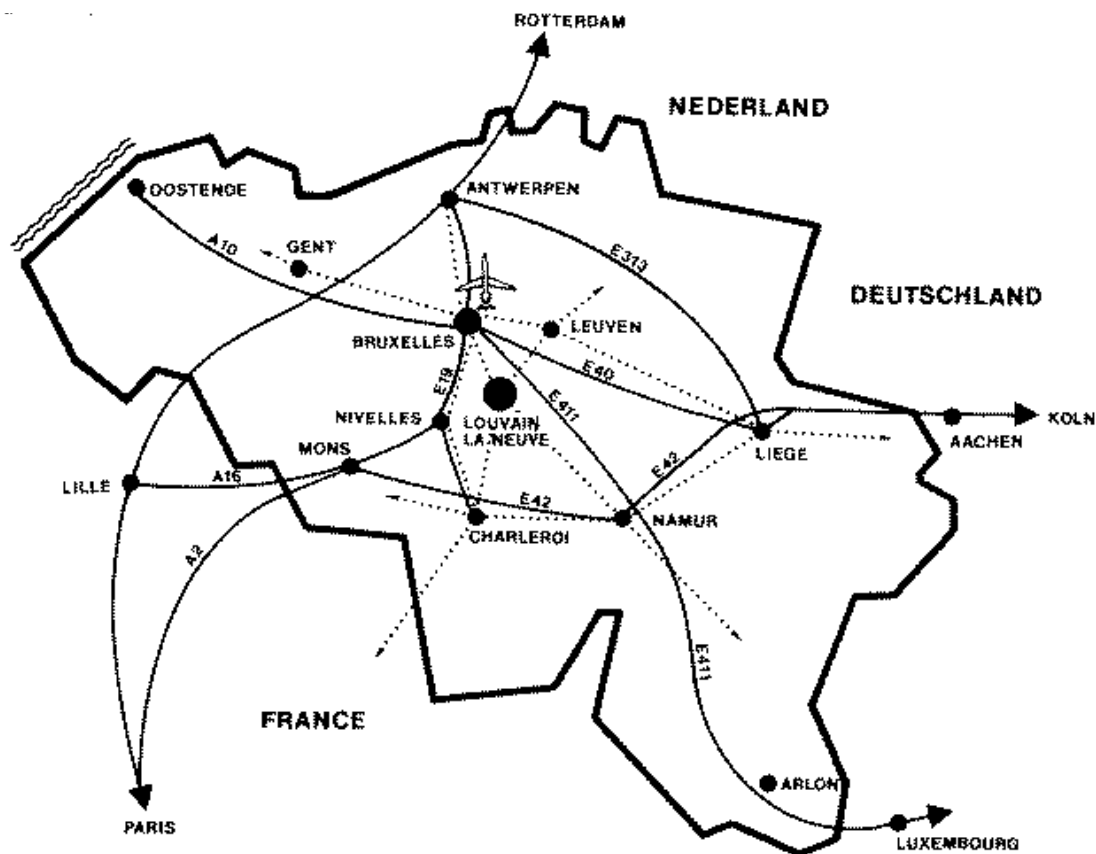 ROTTERDAM
NEDERLAND
OOSTENGE
ANTWERPEN
A10
GENT
E313
DEUTSCHLAND
BRUXELLES
LEUVEN
E19
E40
E411
NIVELLES
LOUVAIN
LA NEUVE
KOLN
AACHEN
MONS
LIEGE
LILLE
A16
E42
E42
NAMUR
CHARLEROI
A2
E411
FRANCE
ARLON
PARIS
LUXEMBOURG